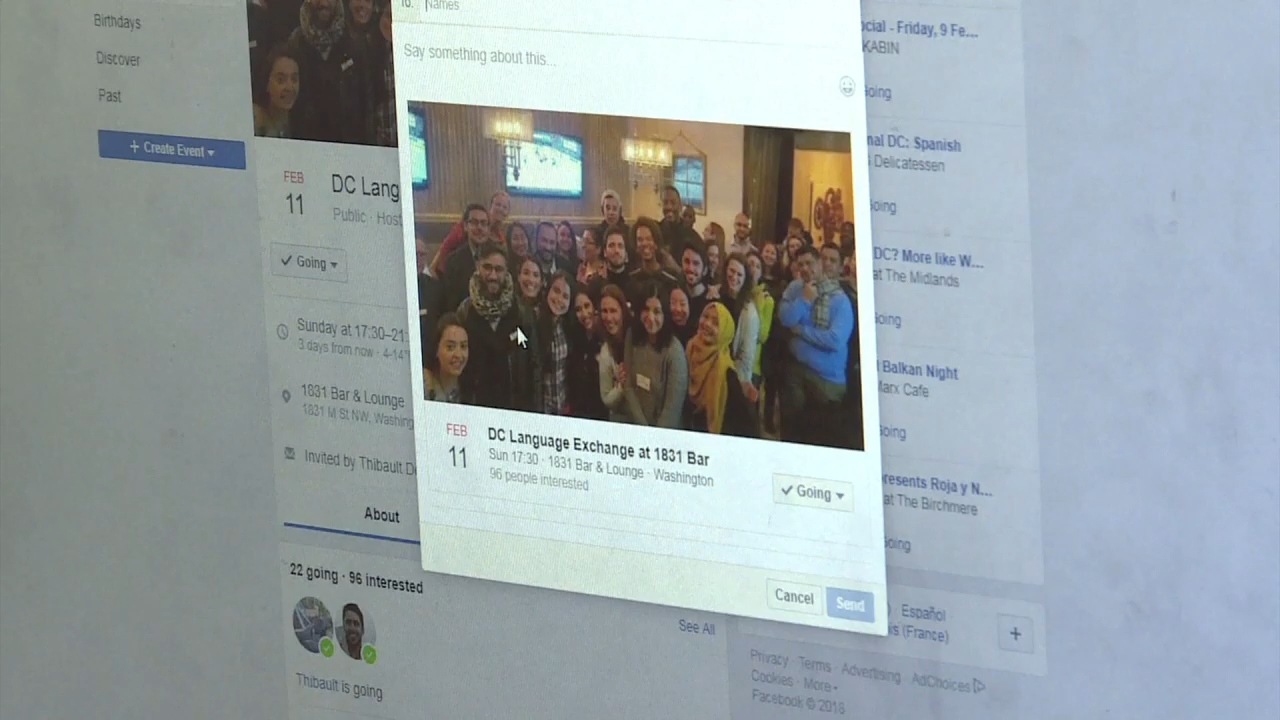 Birthdays
Discover
Past
+ Create Event
FEB
11
DC Lang
Public · Host
Going
Sunday at 17:30–21:
3 days from now · 4-14°
1831 Bar & Lounge
1831 M St NW, Washing
Invited by Thibault D
About
22 going · 96 interested
See All
Thibault is going
To:
Names
Say something about this...
FEB
11
DC Language Exchange at 1831 Bar
Sun 17:30 · 1831 Bar & Lounge · Washington
96 people interested
Going
Cancel
Send
cial - Friday, 9 Fe...
KABIN
oing
nal DC: Spanish
Delicatessen
oing
DC? More like W...
at The Midlands
oing
Balkan Night
Marx Cafe
oing
resents Roja y N...
at The Birchmere
oing
Español
is (France)
+
Privacy · Terms · Advertising · AdChoices
Cookies · More
Facebook © 2018